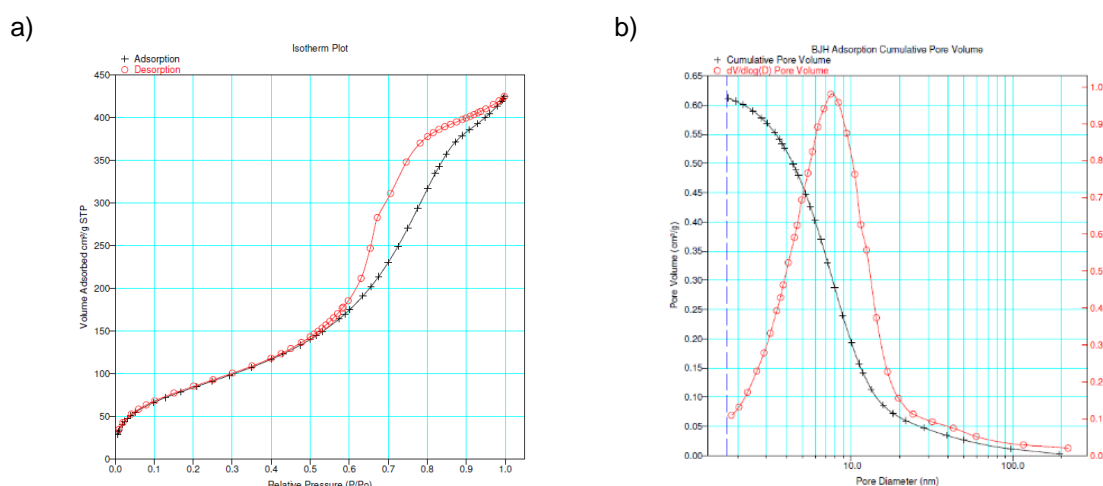 a)
Isotherm Plot
Adsorption
Desorption
450
400
350
300
250
200
150
100
50
0
Volume Adsorbed cm³/g STP
0.0 0.1 0.2 0.3 0.4 0.5 0.6 0.7 0.8 0.9 1.0
Relative Pressure (P/Po)
b)
BJH Adsorption Cumulative Pore Volume
Cumulative Pore Volume
dV/dlog(D) Pore Volume
0.65
0.60
0.55
0.50
0.45
0.40
0.35
0.30
0.25
0.20
0.15
0.10
0.05
0.00
Pore Volume (cm³/g)
10.0 100.0
Pore Diameter (nm)
1.0
0.9
0.8
0.7
0.6
0.5
0.4
0.3
0.2
0.1
0.0